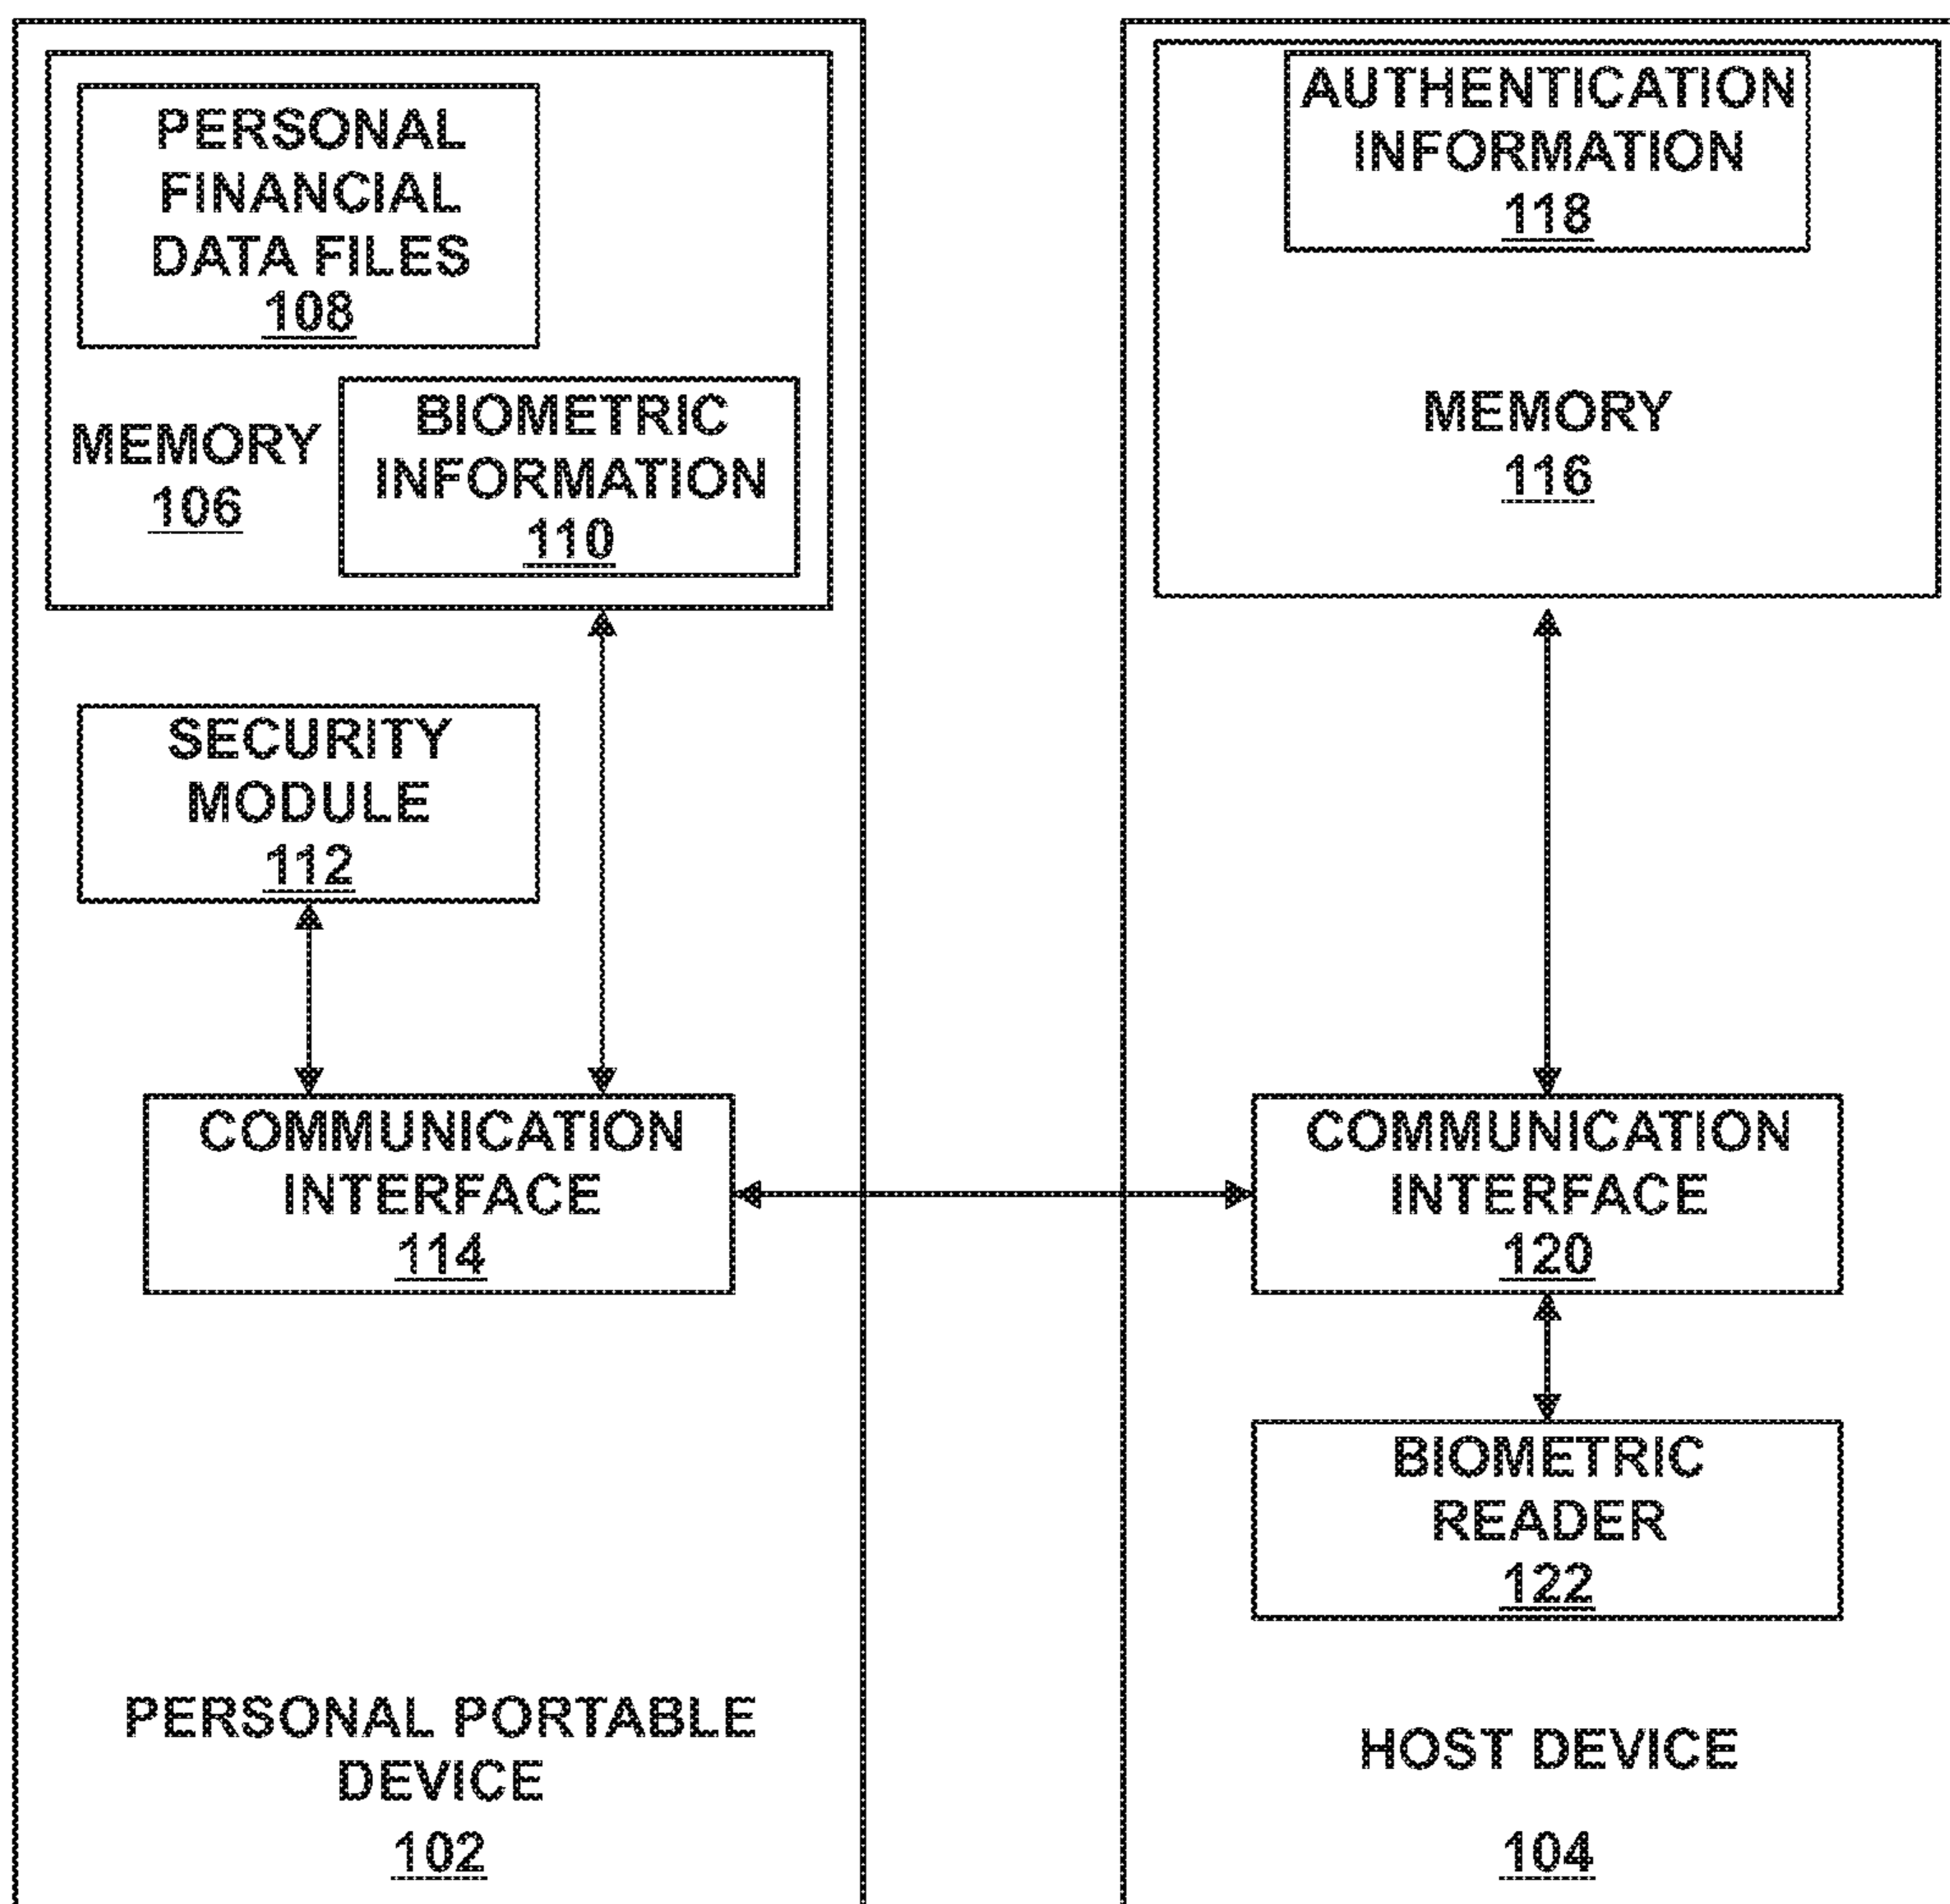 PERSONAL
FINANCIAL
DATA FILES
108
MEMORY
106
BIOMETRIC
INFORMATION
110
SECURITY
MODULE
112
COMMUNICATION
INTERFACE
114
PERSONAL PORTABLE
DEVICE
102
AUTHENTICATION
INFORMATION
118
MEMORY
116
COMMUNICATION
INTERFACE
120
BIOMETRIC
READER
122
HOST DEVICE
104